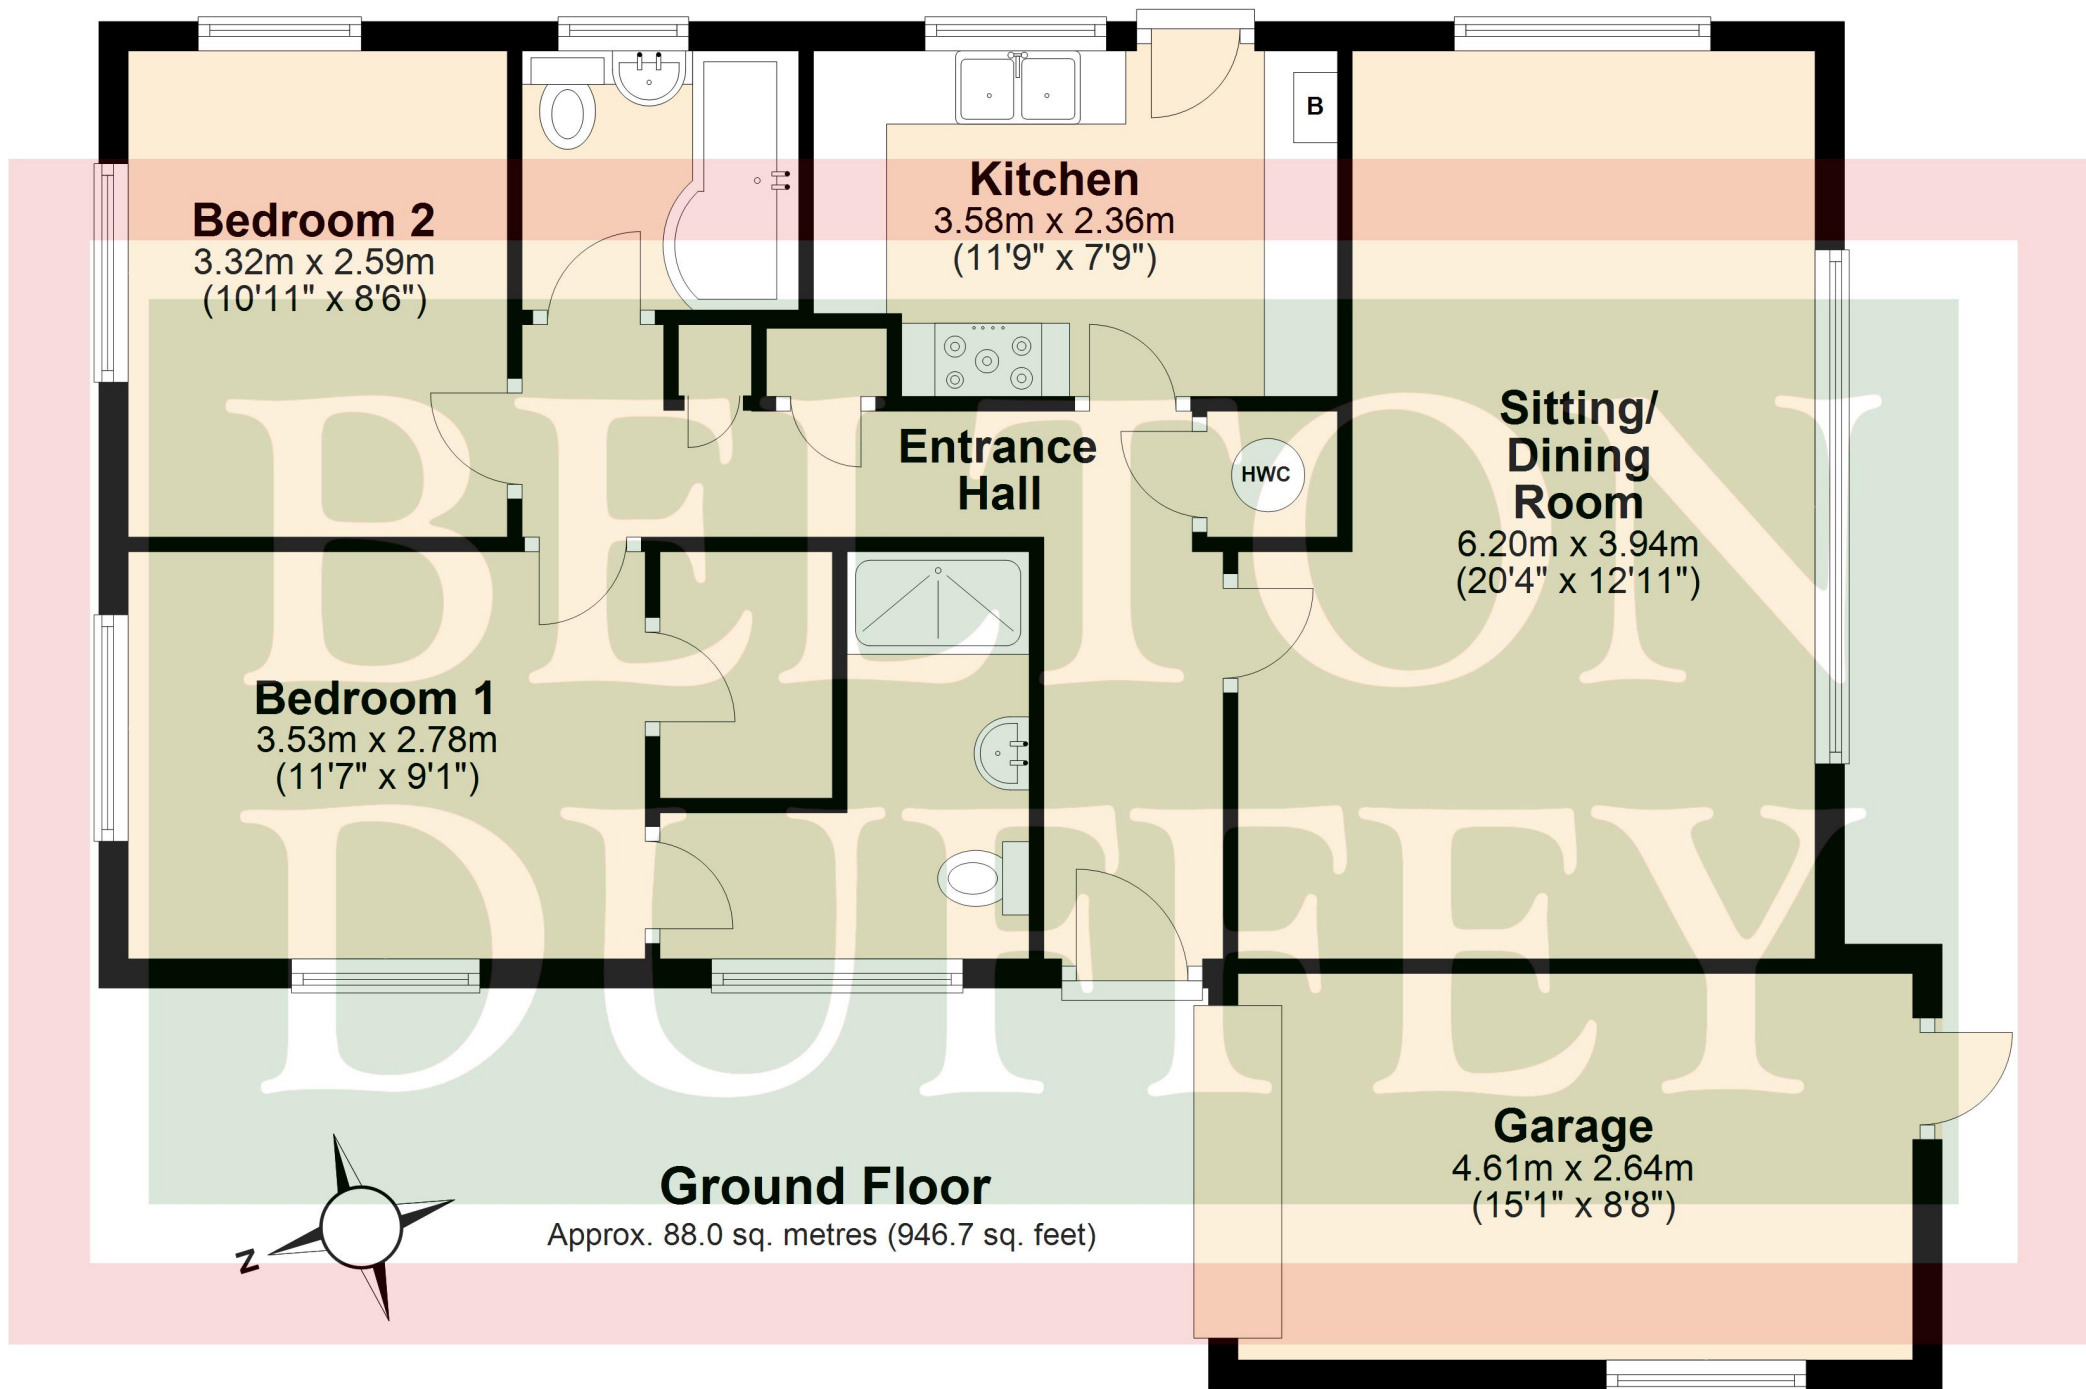 Bedroom 2
3.32m x 2.59m
(10'11" x 8'6")
Kitchen
3.58m x 2.36m
(11'9" x 7'9")
B
Entrance
Hall
HWC
Sitting/
Dining
Room
6.20m x 3.94m
(20'4" x 12'11")
Bedroom 1
3.53m x 2.78m
(11'7" x 9'1")
BELTON
DUFFEY
Garage
4.61m x 2.64m
(15'1" x 8'8")
Ground Floor
Approx. 88.0 sq. metres (946.7 sq. feet)
N